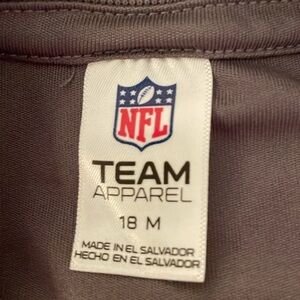 NFL
TEAM
APPAREL
18 M
MADE IN EL SALVADOR
HECHO EN EL SALVADOR